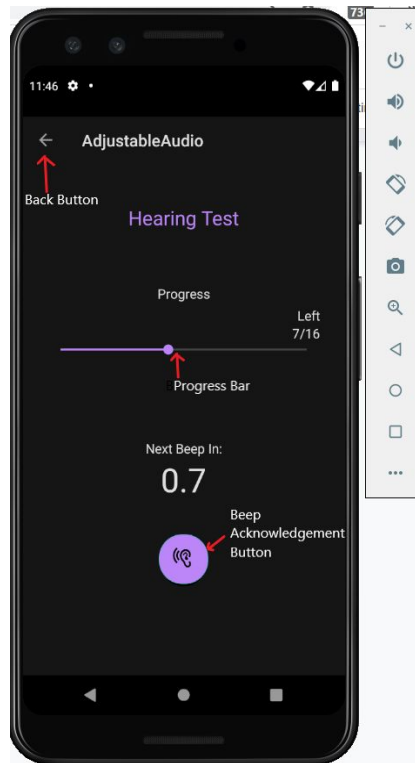 73
11:46
AdjustableAudio
Back Button
Hearing Test
Progress
Left
7/16
Progress Bar
Next Beep In:
0.7
Beep
Acknowledgement
Button